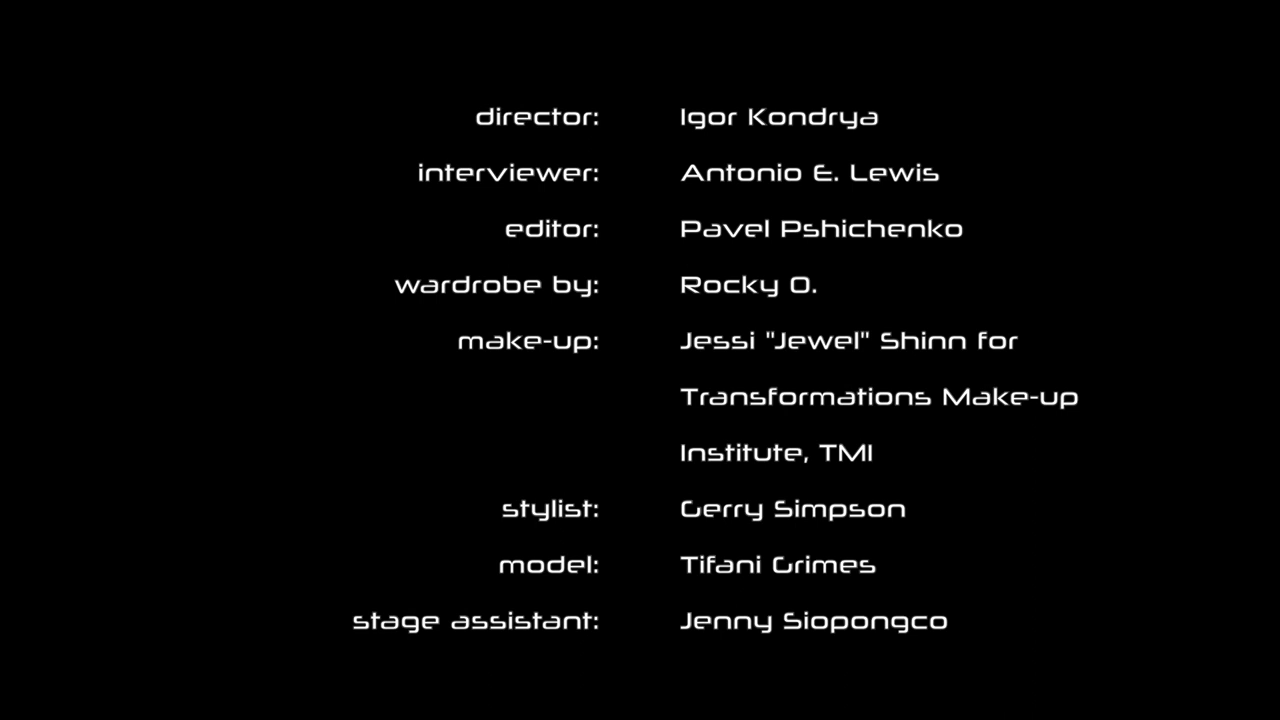 director: Igor Kondrya
interviewer: Antonio E. Lewis
editor: Pavel Pshichenko
wardrobe by: Rocky O.
make-up: Jessi "Jewel" Shinn for
Transformations Make-up
Institute, TMI
stylist: Gerry Simpson
model: Tifani Grimes
stage assistant: Jenny Siopongco